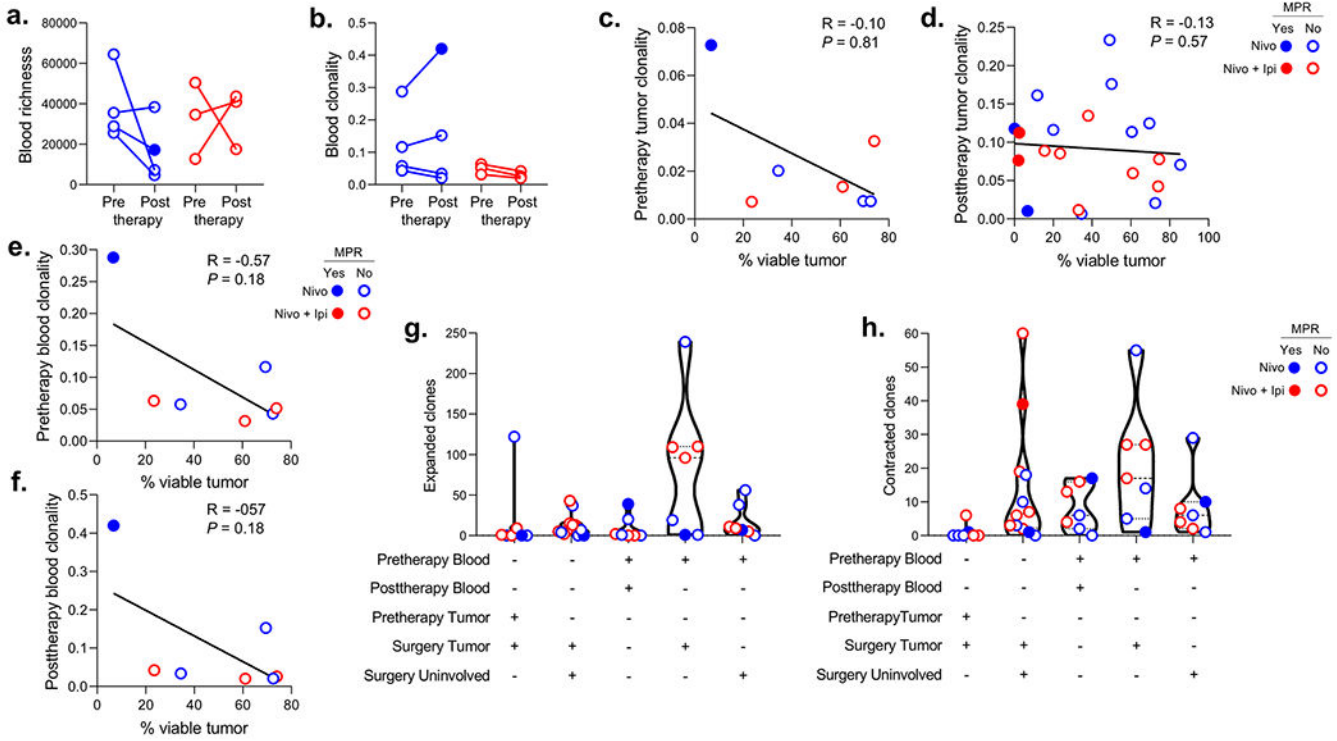 a.
Blood richnesss
80000
60000
40000
20000
0
Pre Post Pre Post
therapy therapy
b.
Blood clonality
0.5
0.4
0.3
0.2
0.1
0.0
Pre Post Pre Post
therapy therapy
c.
Pretherapy tumor clonality
R = -0.10
P = 0.81
0.08
0.06
0.04
0.02
0.00
0 20 40 60 80
% viable tumor
d.
Posttherapy tumor clonality
R = -0.13
P = 0.57
0.25
0.20
0.15
0.10
0.05
0.00
0 20 40 60 80 100
% viable tumor
MPR
Yes No
Nivo
Nivo + Ipi
e.
Pretherapy blood clonality
R = -0.57
P = 0.18
0.30
0.25
0.20
0.15
0.10
0.05
0.00
0 20 40 60 80
% viable tumor
MPR
Yes No
Nivo
Nivo + Ipi
f.
Posttherapy blood clonality
R = -057
P = 0.18
0.5
0.4
0.3
0.2
0.1
0.0
0 20 40 60 80
% viable tumor
g.
Expanded clones
250
200
150
100
50
0
Pretherapy Blood - - + + +
Posttherapy Blood - - + - -
Pretherapy Tumor + - - - -
Surgery Tumor + + - + -
Surgery Uninvolved - + - - +
h.
Contracted clones
60
50
40
30
20
10
0
Pretherapy Blood - - + + +
Posttherapy Blood - - + - -
PretherapyTumor + - - - -
Surgery Tumor + + - + -
Surgery Uninvolved - + - - +
MPR
Yes No
Nivo
Nivo + Ipi